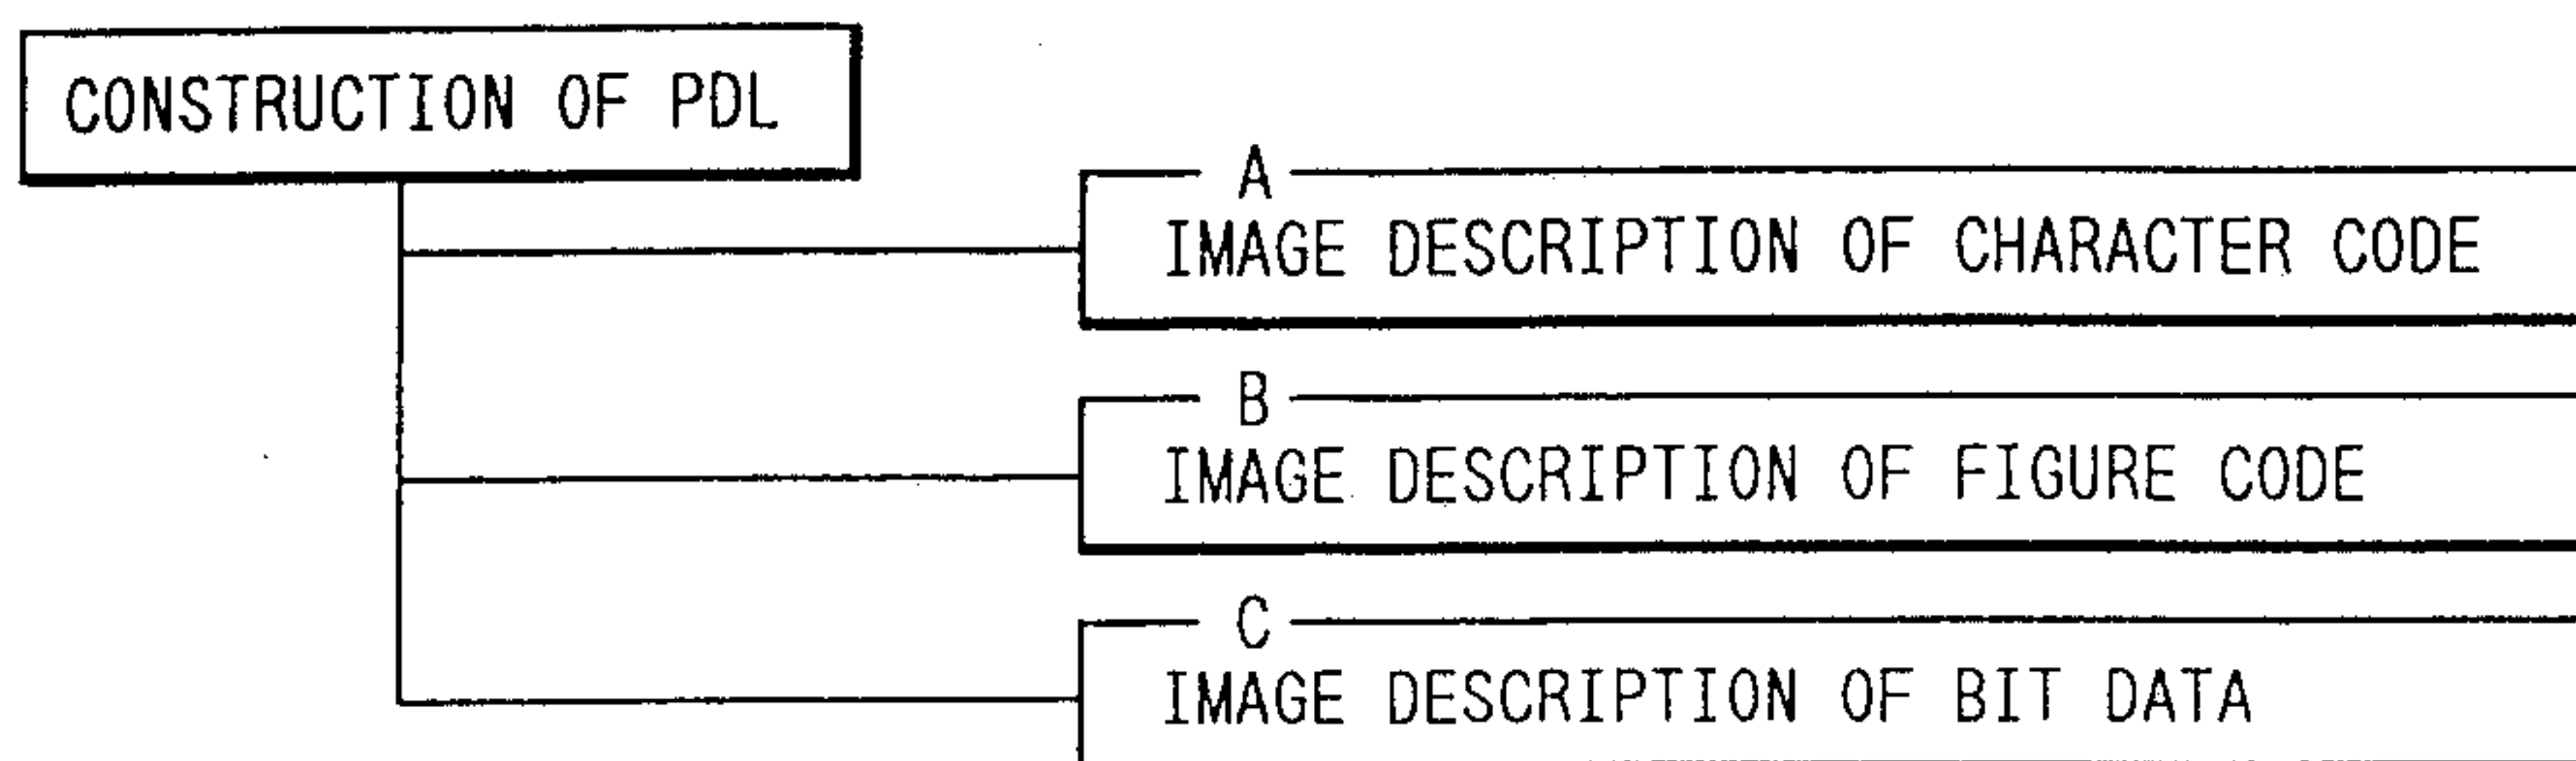 CONSTRUCTION OF PDL
A
IMAGE DESCRIPTION OF CHARACTER CODE
B
IMAGE DESCRIPTION OF FIGURE CODE
C
IMAGE DESCRIPTION OF BIT DATA